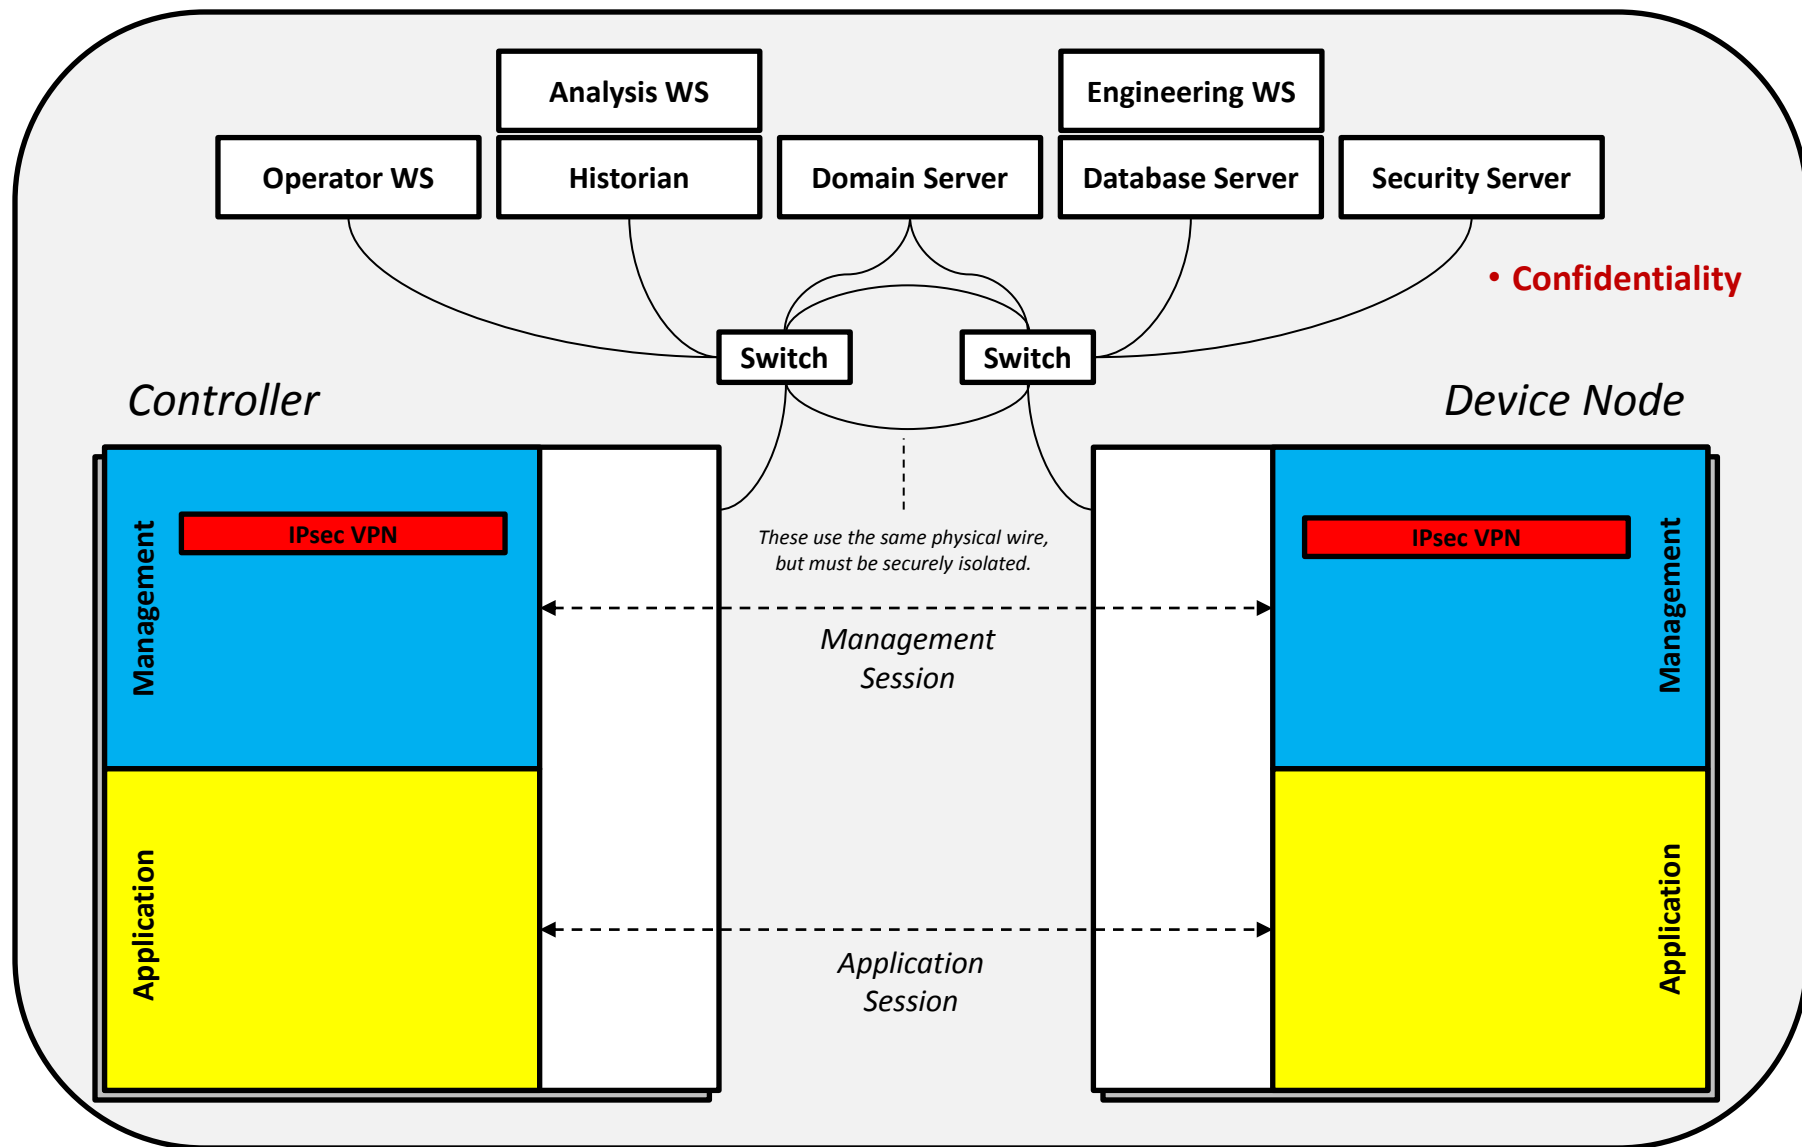 Analysis WS
Engineering WS
Operator WS
Historian
Domain Server
Database Server
Security Server
• Confidentiality
Switch
Switch
Controller
Device Node
Management
IPsec VPN
IPsec VPN
Management
These use the same physical wire,
but must be securely isolated.
Management
Session
Application
Application
Application
Session